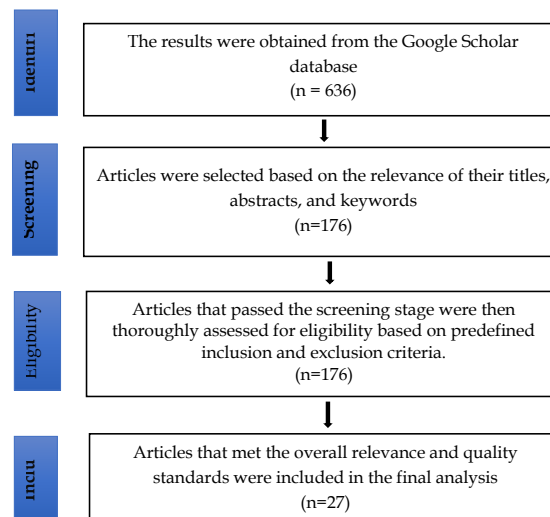 Identifi
The results were obtained from the Google Scholar
database
(n = 636)
Screening
Articles were selected based on the relevance of their titles,
abstracts, and keywords
(n=176)
Eligibility
Articles that passed the screening stage were then
thoroughly assessed for eligibility based on predefined
inclusion and exclusion criteria.
(n=176)
Inclu
Articles that met the overall relevance and quality
standards were included in the final analysis
(n=27)